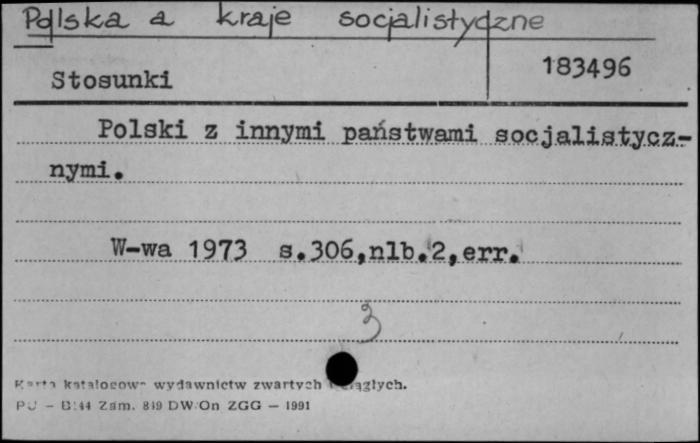 Polska a kraje socjalistyczne
183496
Stosunki
Polski z innymi państwami socjalistycz-
nymi.
W-wa 1973 s.306,nlb.2,err.
3
Karta katalogow wydawnictw zwartych ciągłych.
PU – B/44 Zam. 819 DW/On ZGG – 1991